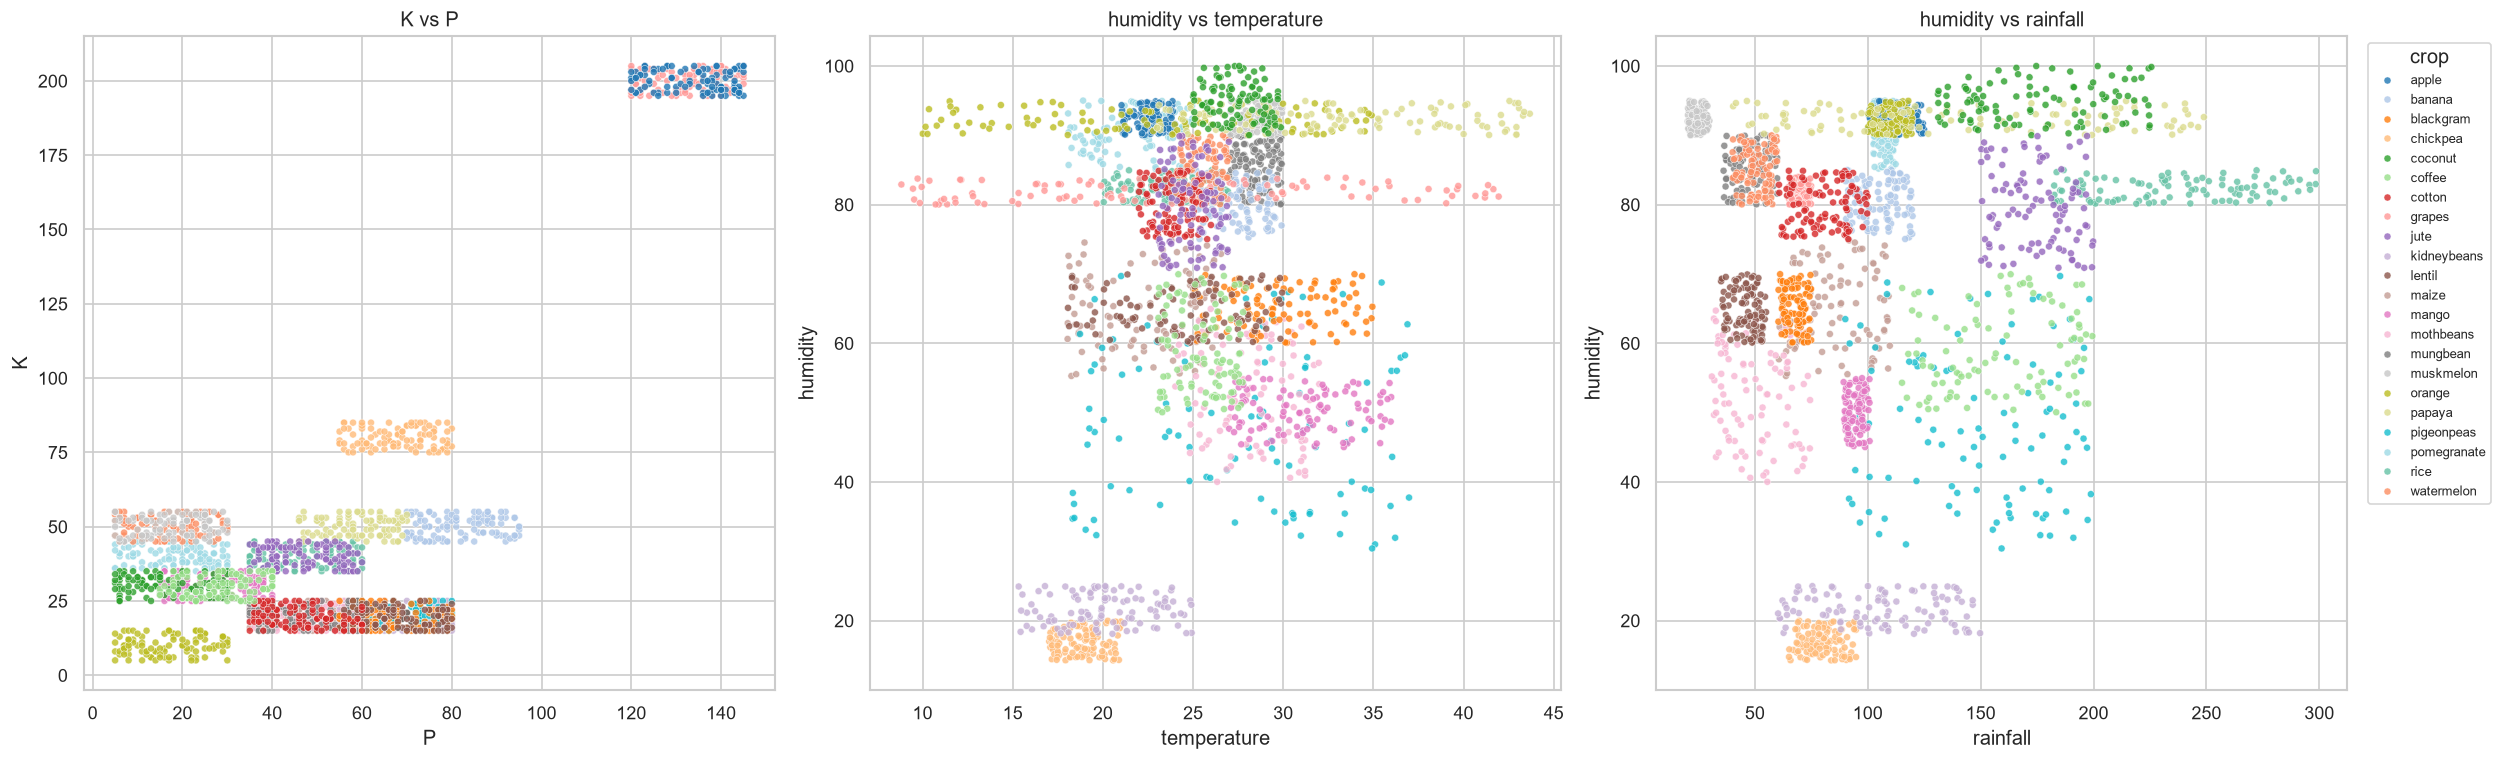 K vs P
200
175
150
125
100
75
50
25
0
K
0 20 40 60 80 100 120 140
P
humidity vs temperature
100
80
60
40
20
humidity
10 15 20 25 30 35 40 45
temperature
humidity vs rainfall
100
80
60
40
20
humidity
50 100 150 200 250 300
rainfall
crop
apple
banana
blackgram
chickpea
coconut
coffee
cotton
grapes
jute
kidneybeans
lentil
maize
mango
mothbeans
mungbean
muskmelon
orange
papaya
pigeonpeas
pomegranate
rice
watermelon